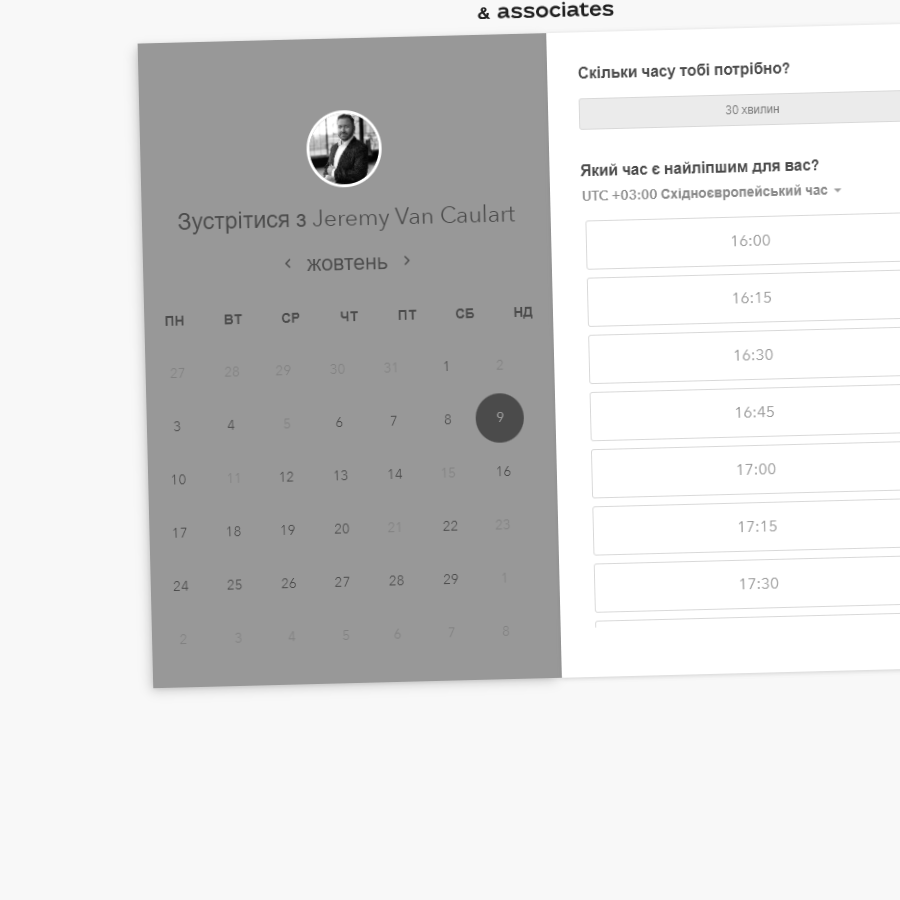 & associates
Зустрітися з Jeremy Van Caulart
жовтень
ПН ВТ СР ЧТ ПТ СБ НД
27 28 29 30 31 1 2
3 4 5 6 7 8 9
10 11 12 13 14 15 16
17 18 19 20 21 22 23
24 25 26 27 28 29 1
2 3 4 5 6 7 8
Скільки часу тобі потрібно?
30 хвилин
Який час є найліпшим для вас?
UTC +03:00 Східноєвропейський час
16:00
16:15
16:30
16:45
17:00
17:15
17:30